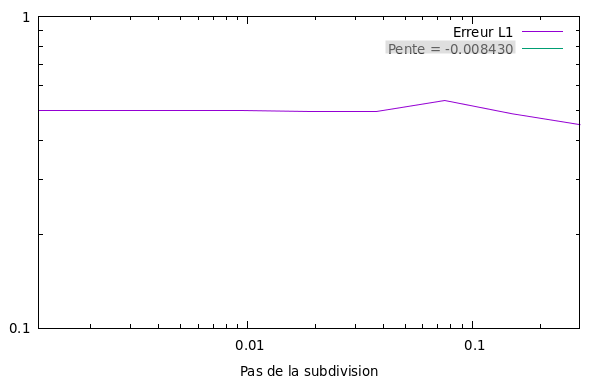 1
Erreur L1
Pente = -0.008430
0.1
0.01
0.1
Pas de la subdivision